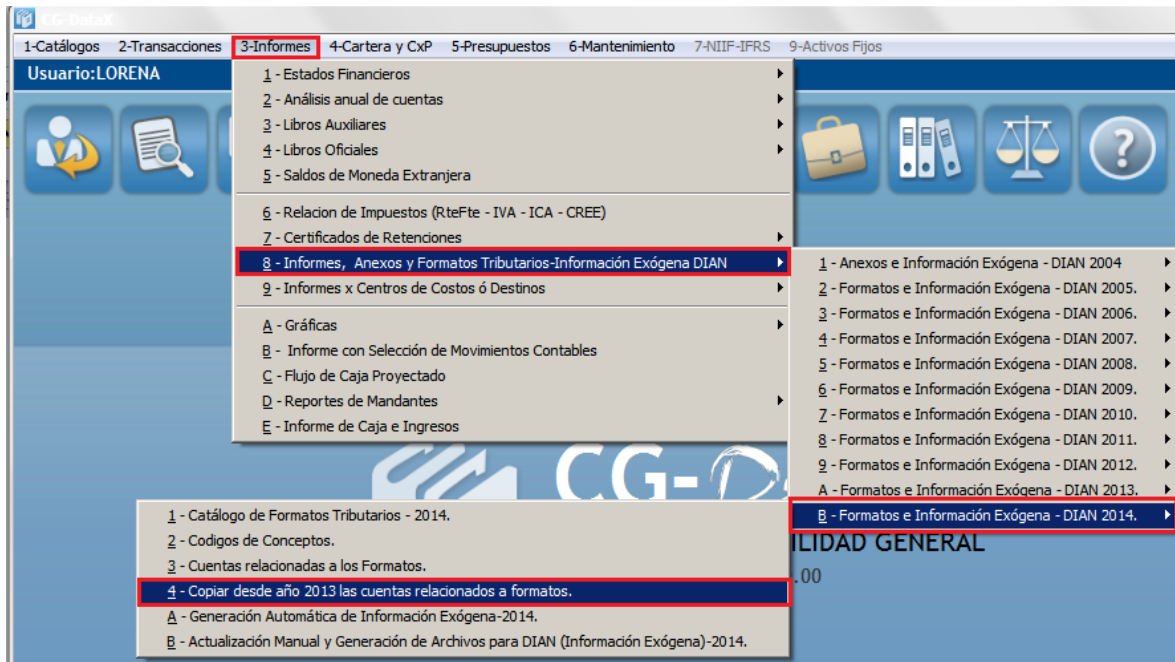 CG-DataX
1-Catálogos 2-Transacciones 3-Informes 4-Cartera y CxP 5-Presupuestos 6-Mantenimiento 7-NIIF-IFRS 9-Activos Fijos
Usuario:LORENA
1 - Estados Financieros
2 - Análisis anual de cuentas
3 - Libros Auxiliares
4 - Libros Oficiales
5 - Saldos de Moneda Extranjera
6 - Relacion de Impuestos (RteFte - IVA - ICA - CREE)
7 - Certificados de Retenciones
8 - Informes, Anexos y Formatos Tributarios-Información Exógena DIAN
9 - Informes x Centros de Costos ó Destinos
A - Gráficas
B - Informe con Selección de Movimientos Contables
C - Flujo de Caja Proyectado
D - Reportes de Mandantes
E - Informe de Caja e Ingresos
1 - Anexos e Información Exógena - DIAN 2004
2 - Formatos e Información Exógena - DIAN 2005.
3 - Formatos e Información Exógena - DIAN 2006.
4 - Formatos e Información Exógena - DIAN 2007.
5 - Formatos e Información Exógena - DIAN 2008.
6 - Formatos e Información Exógena - DIAN 2009.
7 - Formatos e Información Exógena - DIAN 2010.
8 - Formatos e Información Exógena - DIAN 2011.
9 - Formatos e Información Exógena - DIAN 2012.
A - Formatos e Información Exógena - DIAN 2013.
B - Formatos e Información Exógena - DIAN 2014.
CG-D
ILIDAD GENERAL
.00
1 - Catálogo de Formatos Tributarios - 2014.
2 - Codigos de Conceptos.
3 - Cuentas relacionadas a los Formatos.
4 - Copiar desde año 2013 las cuentas relacionados a formatos.
A - Generación Automática de Información Exógena-2014.
B - Actualización Manual y Generación de Archivos para DIAN (Información Exógena)-2014.